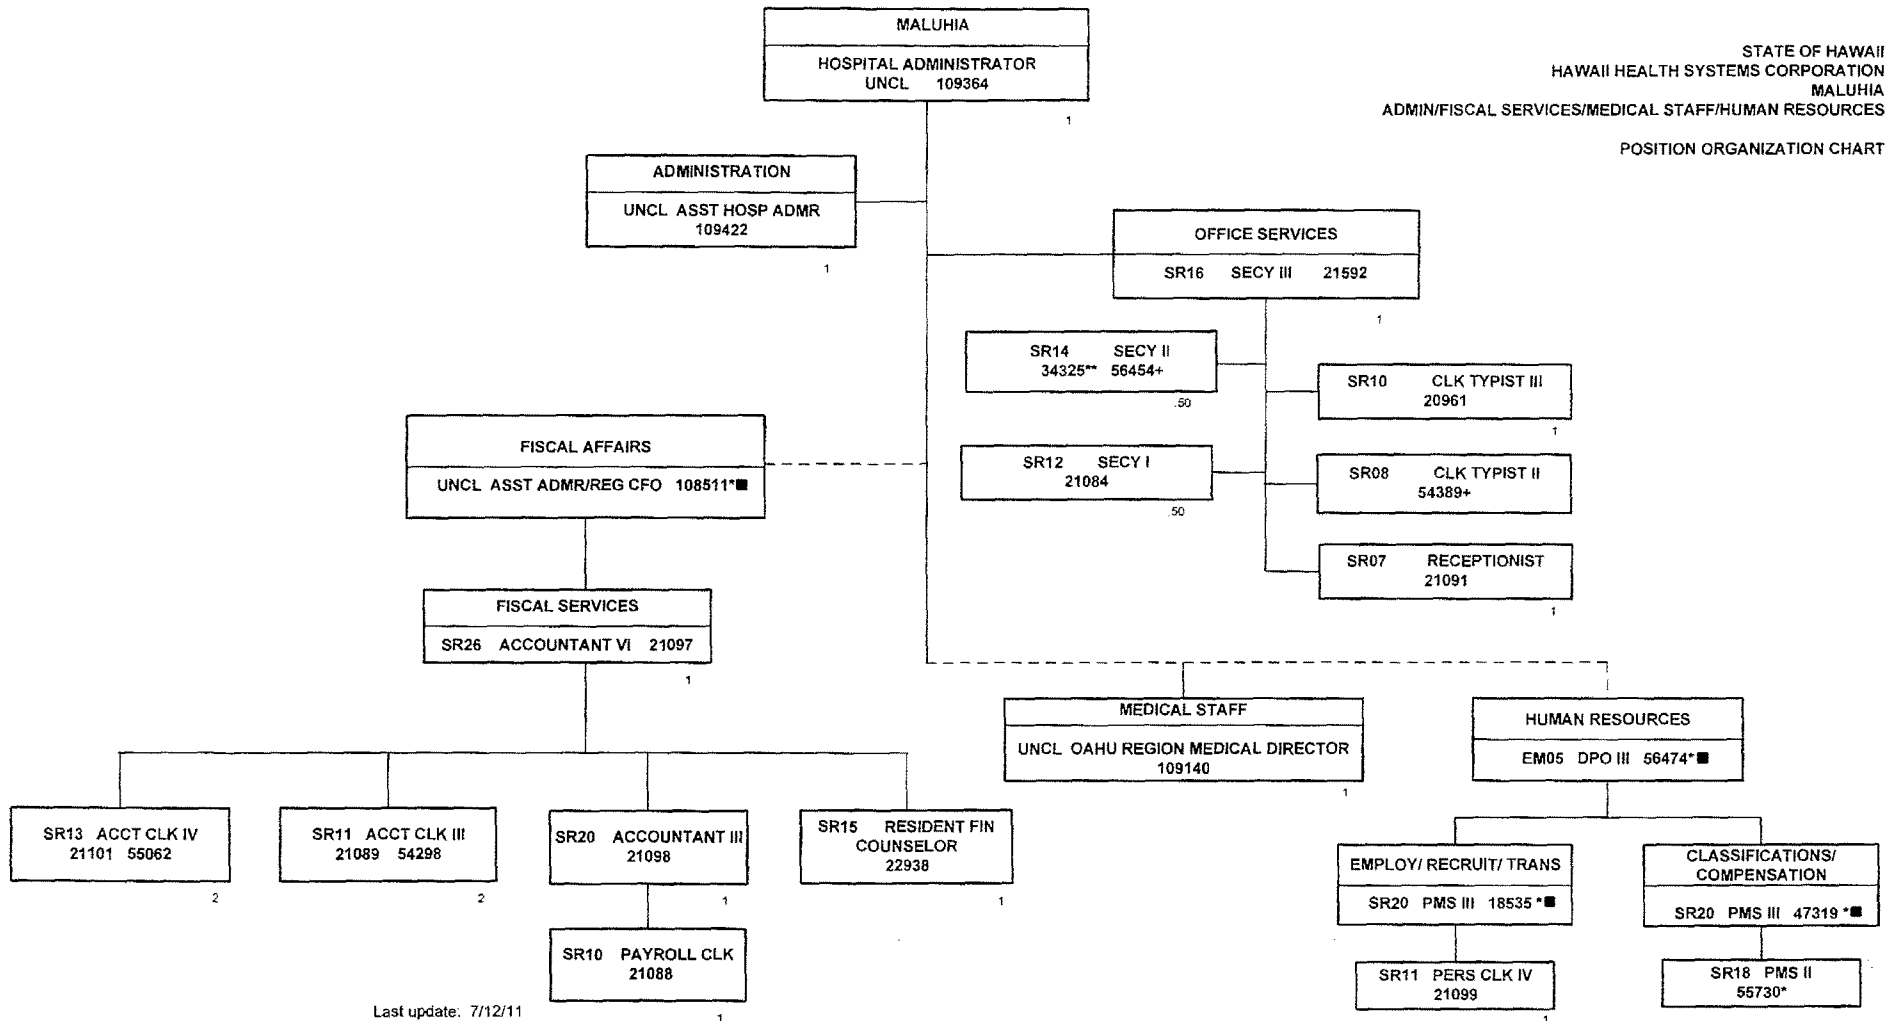 MALUHIA
HOSPITAL ADMINISTRATOR
UNCL 109364
1
STATE OF HAWAII
HAWAII HEALTH SYSTEMS CORPORATION
MALUHIA
ADMIN/FISCAL SERVICES/MEDICAL STAFF/HUMAN RESOURCES
POSITION ORGANIZATION CHART
ADMINISTRATION
UNCL ASST HOSP ADMR
109422
1
OFFICE SERVICES
SR16 SECY III 21592
1
SR14 SECY II
34325** 56454+
.50
SR10 CLK TYPIST III
20961
1
SR12 SECY I
21084
.50
SR08 CLK TYPIST II
54389+
SR07 RECEPTIONIST
21091
1
FISCAL AFFAIRS
UNCL ASST ADMR/REG CFO 108511*■
FISCAL SERVICES
SR26 ACCOUNTANT VI 21097
1
SR13 ACCT CLK IV
21101 55062
2
SR11 ACCT CLK III
21089 54298
2
SR20 ACCOUNTANT III
21098
1
SR15 RESIDENT FIN
COUNSELOR
22938
1
SR10 PAYROLL CLK
21088
1
MEDICAL STAFF
UNCL OAHU REGION MEDICAL DIRECTOR
109140
1
HUMAN RESOURCES
EM05 DPO III 56474*■
EMPLOY/ RECRUIT/ TRANS
SR20 PMS III 18535 *■
SR11 PERS CLK IV
21099
1
CLASSIFICATIONS/
COMPENSATION
SR20 PMS III 47319 *■
SR18 PMS II
55730*
Last update: 7/12/11